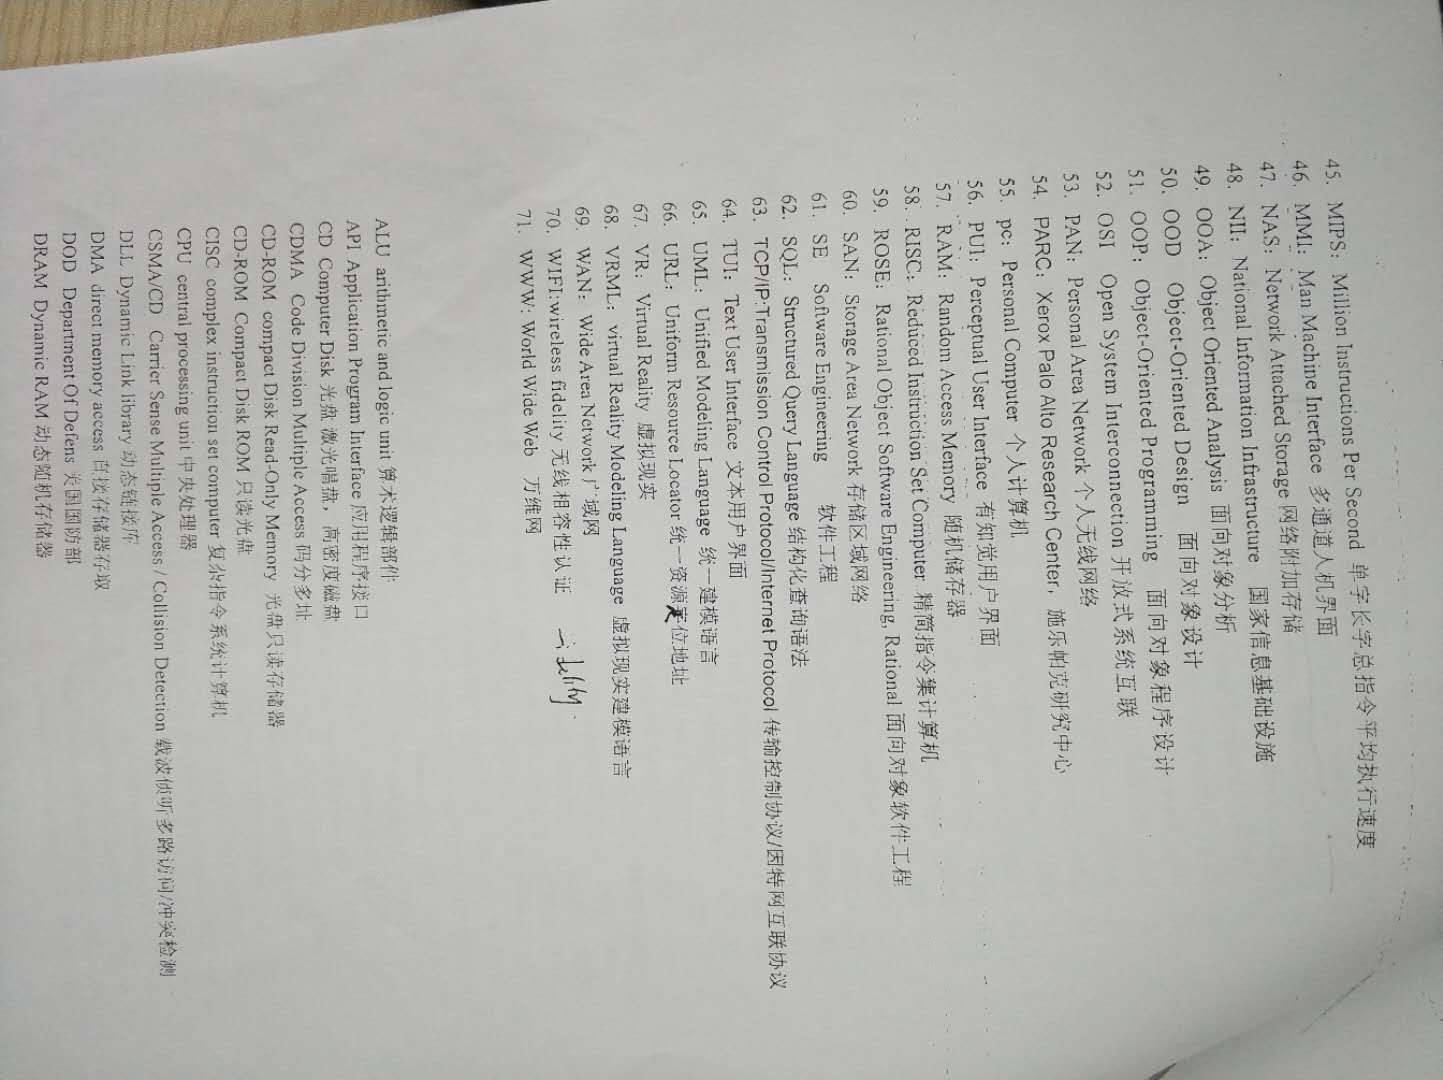 45. MIPS: Million Instructions Per Second 单字长字总指令平均执行速度
46. MMI: Man Machine Interface 多通道人机界面
47. NAS: Network Attached Storage 网络附加存储
48. NII: National Information Infrastructure 国家信息基础设施
49. OOA: Object Oriented Analysis 面向对象分析
50. OOD Object-Oriented Design 面向对象设计
51. OOP: Object-Oriented Programming 面向对象程序设计
52. OSI Open System Interconnection 开放式系统互联
53. PAN: Personal Area Network 个人无线网络
54. PARC: Xerox Palo Alto Research Center, 施乐帕克研究中心
55. pc: Personal Computer 个人计算机
56. PUI: Perceptual User Interface 有知觉用户界面
57. RAM: Random Access Memory 随机储存器
58. RISC: Reduced Instruction Set Computer 精简指令集计算机
59. ROSE: Rational Object Software Engineering, Rational 面向对象软件工程
60. SAN: Storage Area Network 存储区域网络
61. SE Software Engineering 软件工程
62. SQL: Structured Query Language 结构化查询语法
63. TCP/IP:Transmission Control Protocol/Internet Protocol 传输控制协议/因特网互联协议
64. TUI: Text User Interface 文本用户界面
65. UML: Unified Modeling Language 统一建模语言
66. URL: Uniform Resource Locator 统一资源定位地址
67. VR: Virtual Reality 虚拟现实
68. VRML: virtual Reality Modeling Language 虚拟现实建模语言
69. WAN: Wide Area Network 广域网
70. WIFI:wireless fidelity 无线相容性认证
71. WWW: World Wide Web 万维网
ALU arithmetic and logic unit 算术逻辑部件
API Application Program Interface 应用程序接口
CD Computer Disk 光盘 激光唱盘，高密度磁盘
CDMA Code Division Multiple Access 码分多址
CD-ROM compact Disk Read-Only Memory 光盘只读存储器
CD-ROM Compact Disk ROM 只读光盘
CISC complex instruction set computer 复杂指令系统计算机
CPU central processing unit 中央处理器
CSMA/CD Carrier Sense Multiple Access / Collision Detection 载波侦听多路访问/冲突检测
DLL Dynamic Link library 动态链接库
DMA direct memory access 直接存储器存取
DOD Department Of Defens 美国国防部
DRAM Dynamic RAM 动态随机存储器